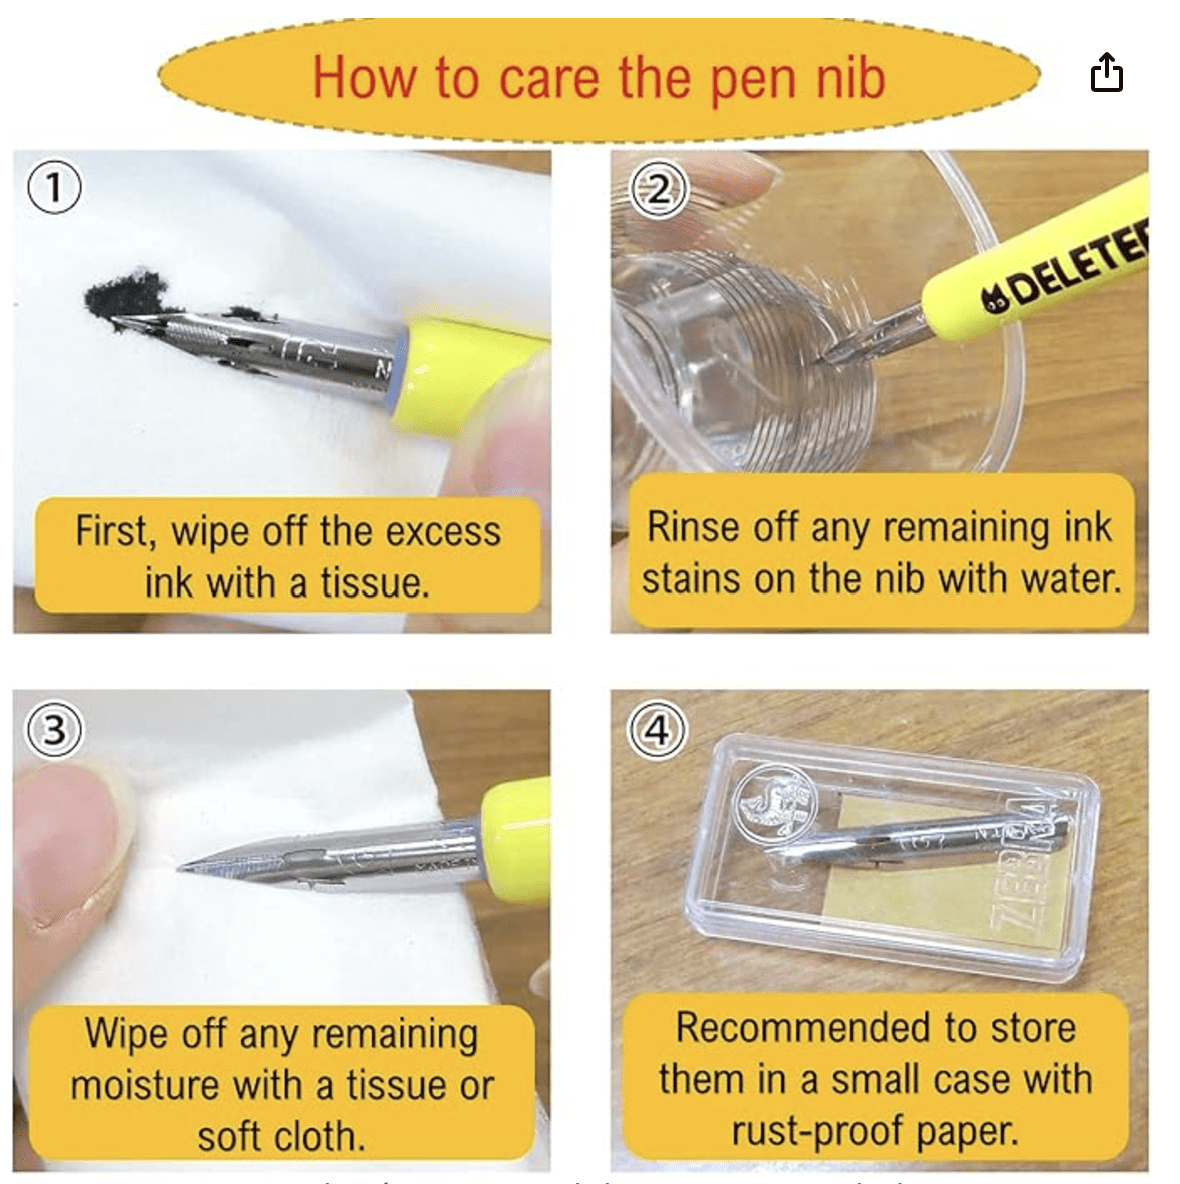 How to care the pen nib
1
First, wipe off the excess
ink with a tissue.
2
DELETE
Rinse off any remaining ink
stains on the nib with water.
3
Wipe off any remaining
moisture with a tissue or
soft cloth.
4
ZEBRA
Recommended to store
them in a small case with
rust-proof paper.